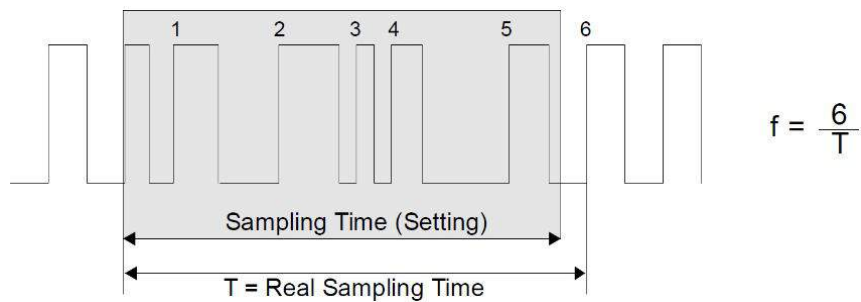 1 2 3 4 5 6
f = 6
T
Sampling Time (Setting)
T = Real Sampling Time